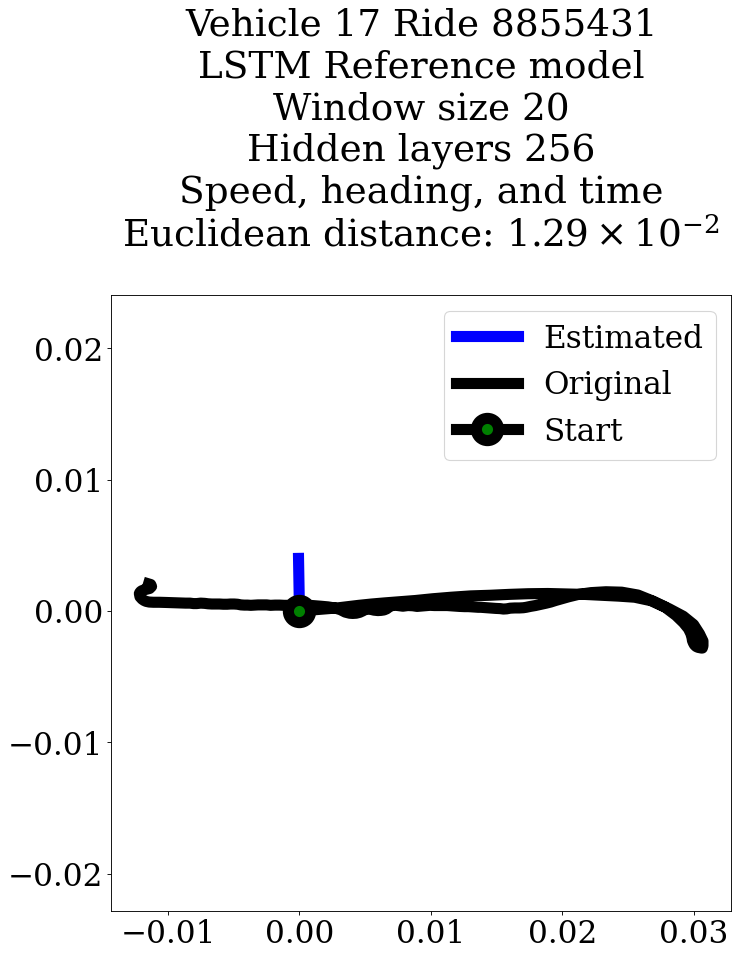 Vehicle 17 Ride 8855431
LSTM Reference model
Window size 20
Hidden layers 256
Speed, heading, and time
Euclidean distance: 1.29 × 10⁻²
Estimated
Original
Start
0.02
0.01
0.00
−0.01
−0.02
−0.01 0.00 0.01 0.02 0.03